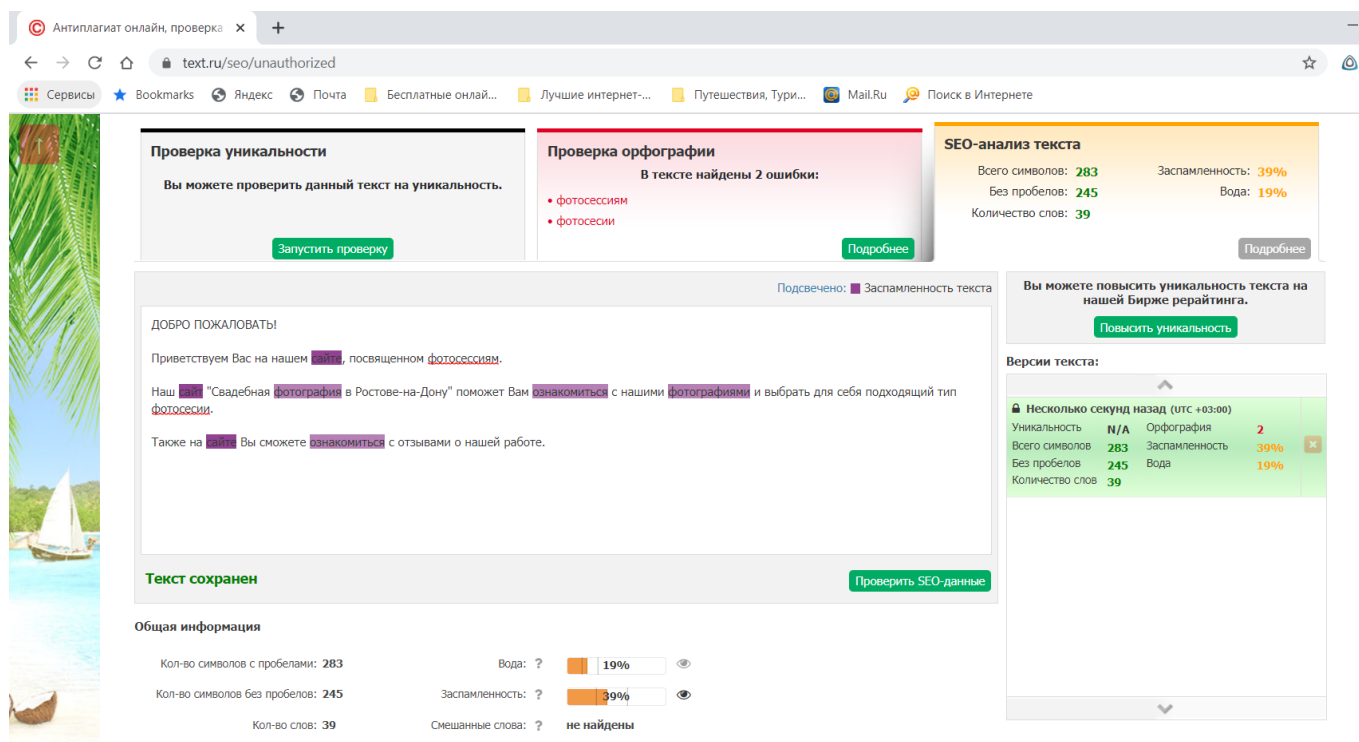 Антиплагиат онлайн, проверка
text.ru/seo/unauthorized
Сервисы Bookmarks Яндекс Почта Бесплатные онлай... Лучшие интернет-... Путешествия, Тури... Mail.Ru Поиск в Интернете
Проверка уникальности
Вы можете проверить данный текст на уникальность.
Запустить проверку
Проверка орфографии
В тексте найдены 2 ошибки:
• фотосессиям
• фотосесии
Подробнее
SEO-анализ текста
Всего символов: 283 Заспамленность: 39%
Без пробелов: 245 Вода: 19%
Количество слов: 39
Подробнее
Подсвечено: Заспамленность текста
ДОБРО ПОЖАЛОВАТЬ!
Приветствуем Вас на нашем сайте, посвященном фотосессиям.
Наш сайт "Свадебная фотография в Ростове-на-Дону" поможет Вам ознакомиться с нашими фотографиями и выбрать для себя подходящий тип
фотосесии.
Также на сайте Вы сможете ознакомиться с отзывами о нашей работе.
Текст сохранен
Проверить SEO-данные
Вы можете повысить уникальность текста на
нашей Бирже рерайтинга.
Повысить уникальность
Версии текста:
Несколько секунд назад (UTC +03:00)
Уникальность N/A Орфография 2
Всего символов 283 Заспамленность 39%
Без пробелов 245 Вода 19%
Количество слов 39
Общая информация
Кол-во символов с пробелами: 283 Вода: ? 19%
Кол-во символов без пробелов: 245 Заспамленность: ? 39%
Кол-во слов: 39 Смешанные слова: ? не найдены